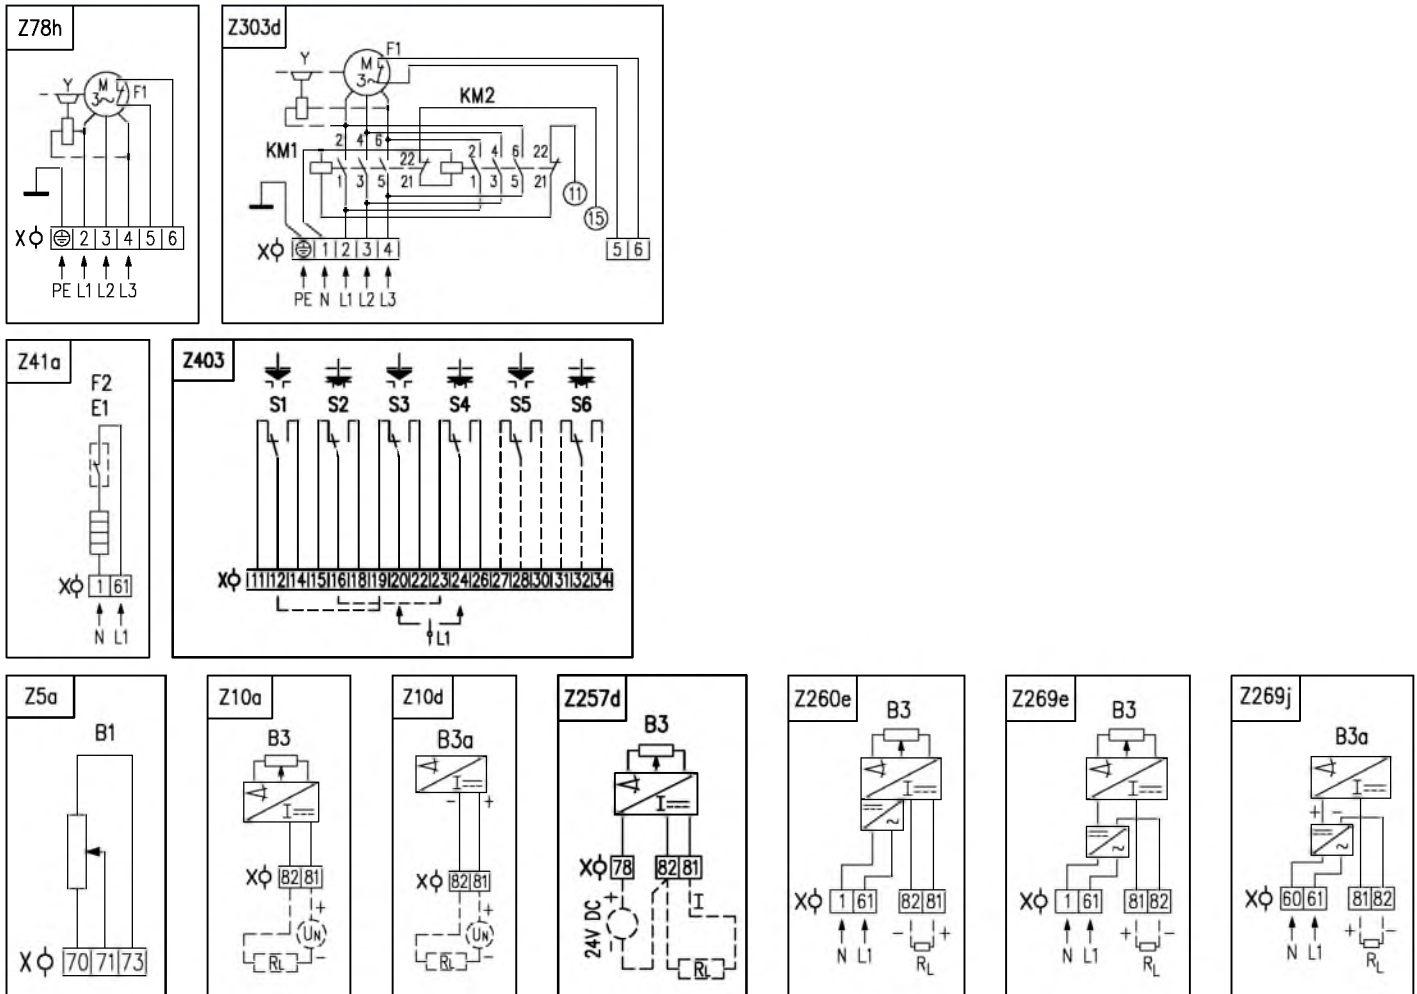 Z78h
Y
M
3~
F1
X
2 3 4 5 6
PE L1 L2 L3
Z303d
Y
M
3~
F1
KM2
KM1
2 4 6 22
1 3 5 21
2 4 6 22
1 3 5 21
11
15
X
1 2 3 4
5 6
PE N L1 L2 L3
Z41a
F2
E1
X
1 61
N L1
Z403
S1 S2 S3 S4 S5 S6
X
11 12 14 15 16 18 19 20 22 23 24 26 27 28 30 31 32 34
L1
Z5a
B1
X
70 71 73
Z10a
B3
I
X
82 81
+
UN
−
RL
Z10d
B3a
I
− +
X
82 81
+
UN
−
RL
Z257d
B3
I
X
78 82 81
+
24V DC
−
I
RL
Z260e
B3
I
~
X
1 61 82 81
− +
N L1
RL
Z269e
B3
I
~
X
1 61 81 82
+ −
N L1
RL
Z269j
B3a
I
+ −
~
X
60 61 81 82
+ −
N L1
RL